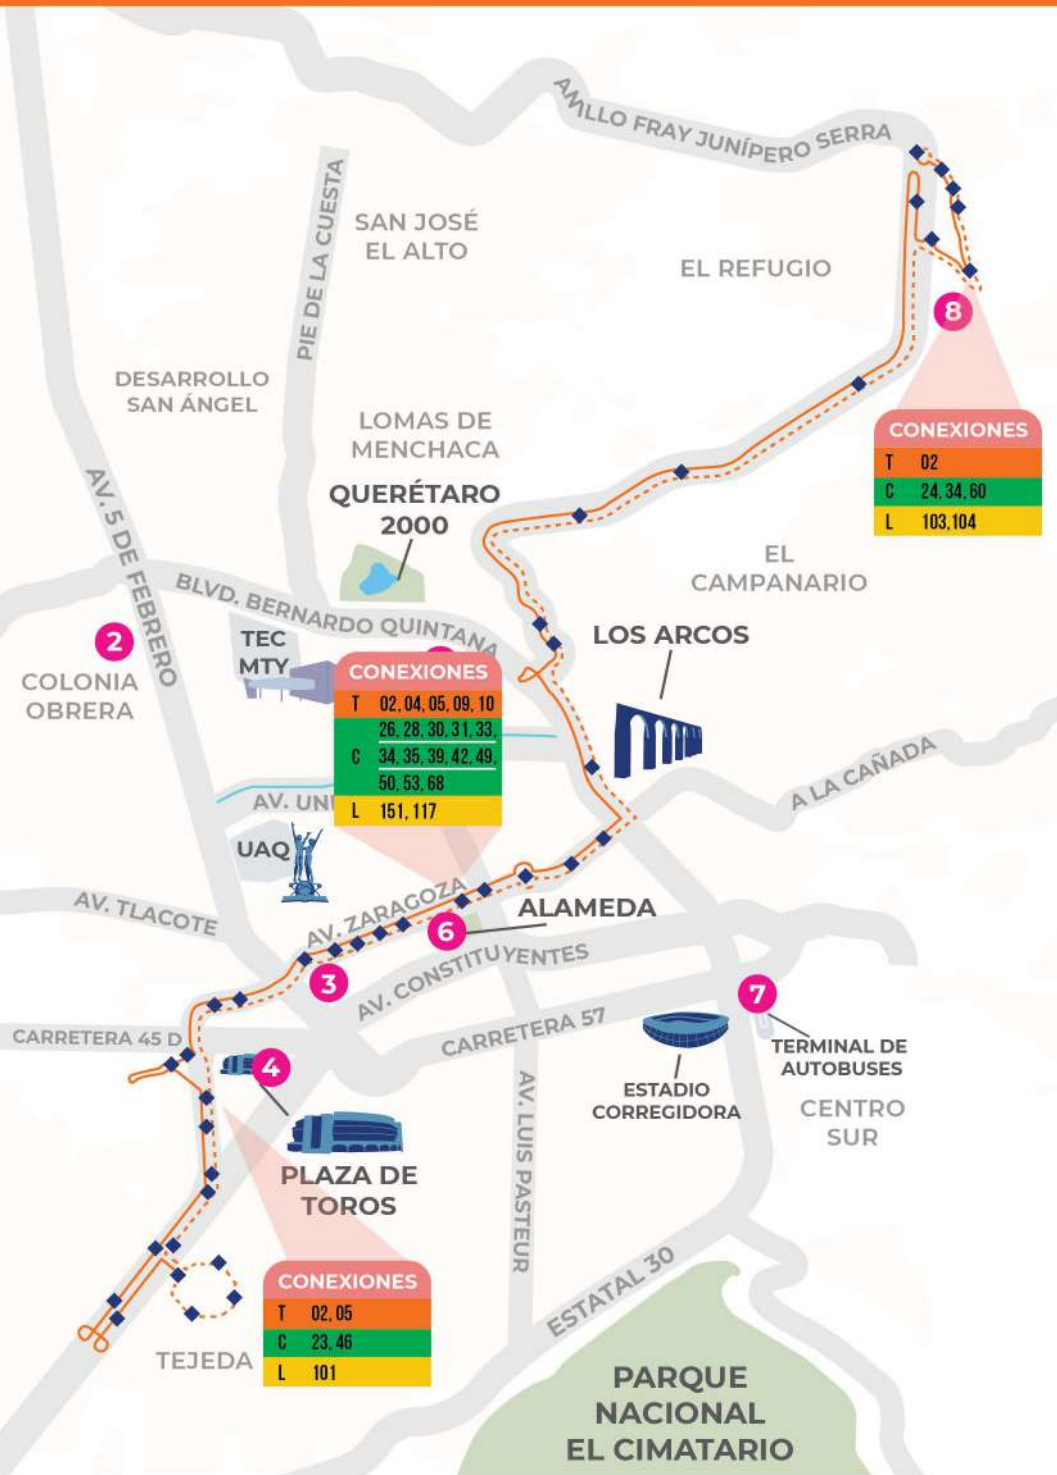 ANILLO FRAY JUNÍPERO SERRA
PIE DE LA CUESTA
SAN JOSÉ
EL ALTO
EL REFUGIO
8
DESARROLLO
SAN ÁNGEL
LOMAS DE
MENCHACA
CONEXIONES
T 02
C 24, 34, 60
L 103, 104
QUERÉTARO
2000
AV. 5 DE FEBRERO
EL
CAMPANARIO
BLVD. BERNARDO QUINTANA
2
COLONIA
OBRERA
TEC
MTY
LOS ARCOS
CONEXIONES
T 02, 04, 05, 09, 10
26, 28, 30, 31, 33,
C 34, 35, 39, 42, 49,
50, 53, 68
L 151, 117
A LA CAÑADA
AV. UNI
UAQ
AV. TLACOTE
AV. ZARAGOZA
ALAMEDA
6
AV. CONSTITUYENTES
3
7
CARRETERA 45 D
CARRETERA 57
4
TERMINAL DE
AUTOBUSES
ESTADIO
CORREGIDORA
CENTRO
SUR
AV. LUIS PASTEUR
PLAZA DE
TOROS
ESTATAL 30
CONEXIONES
T 02, 05
C 23, 46
L 101
TEJEDA
PARQUE
NACIONAL
EL CIMATARIO